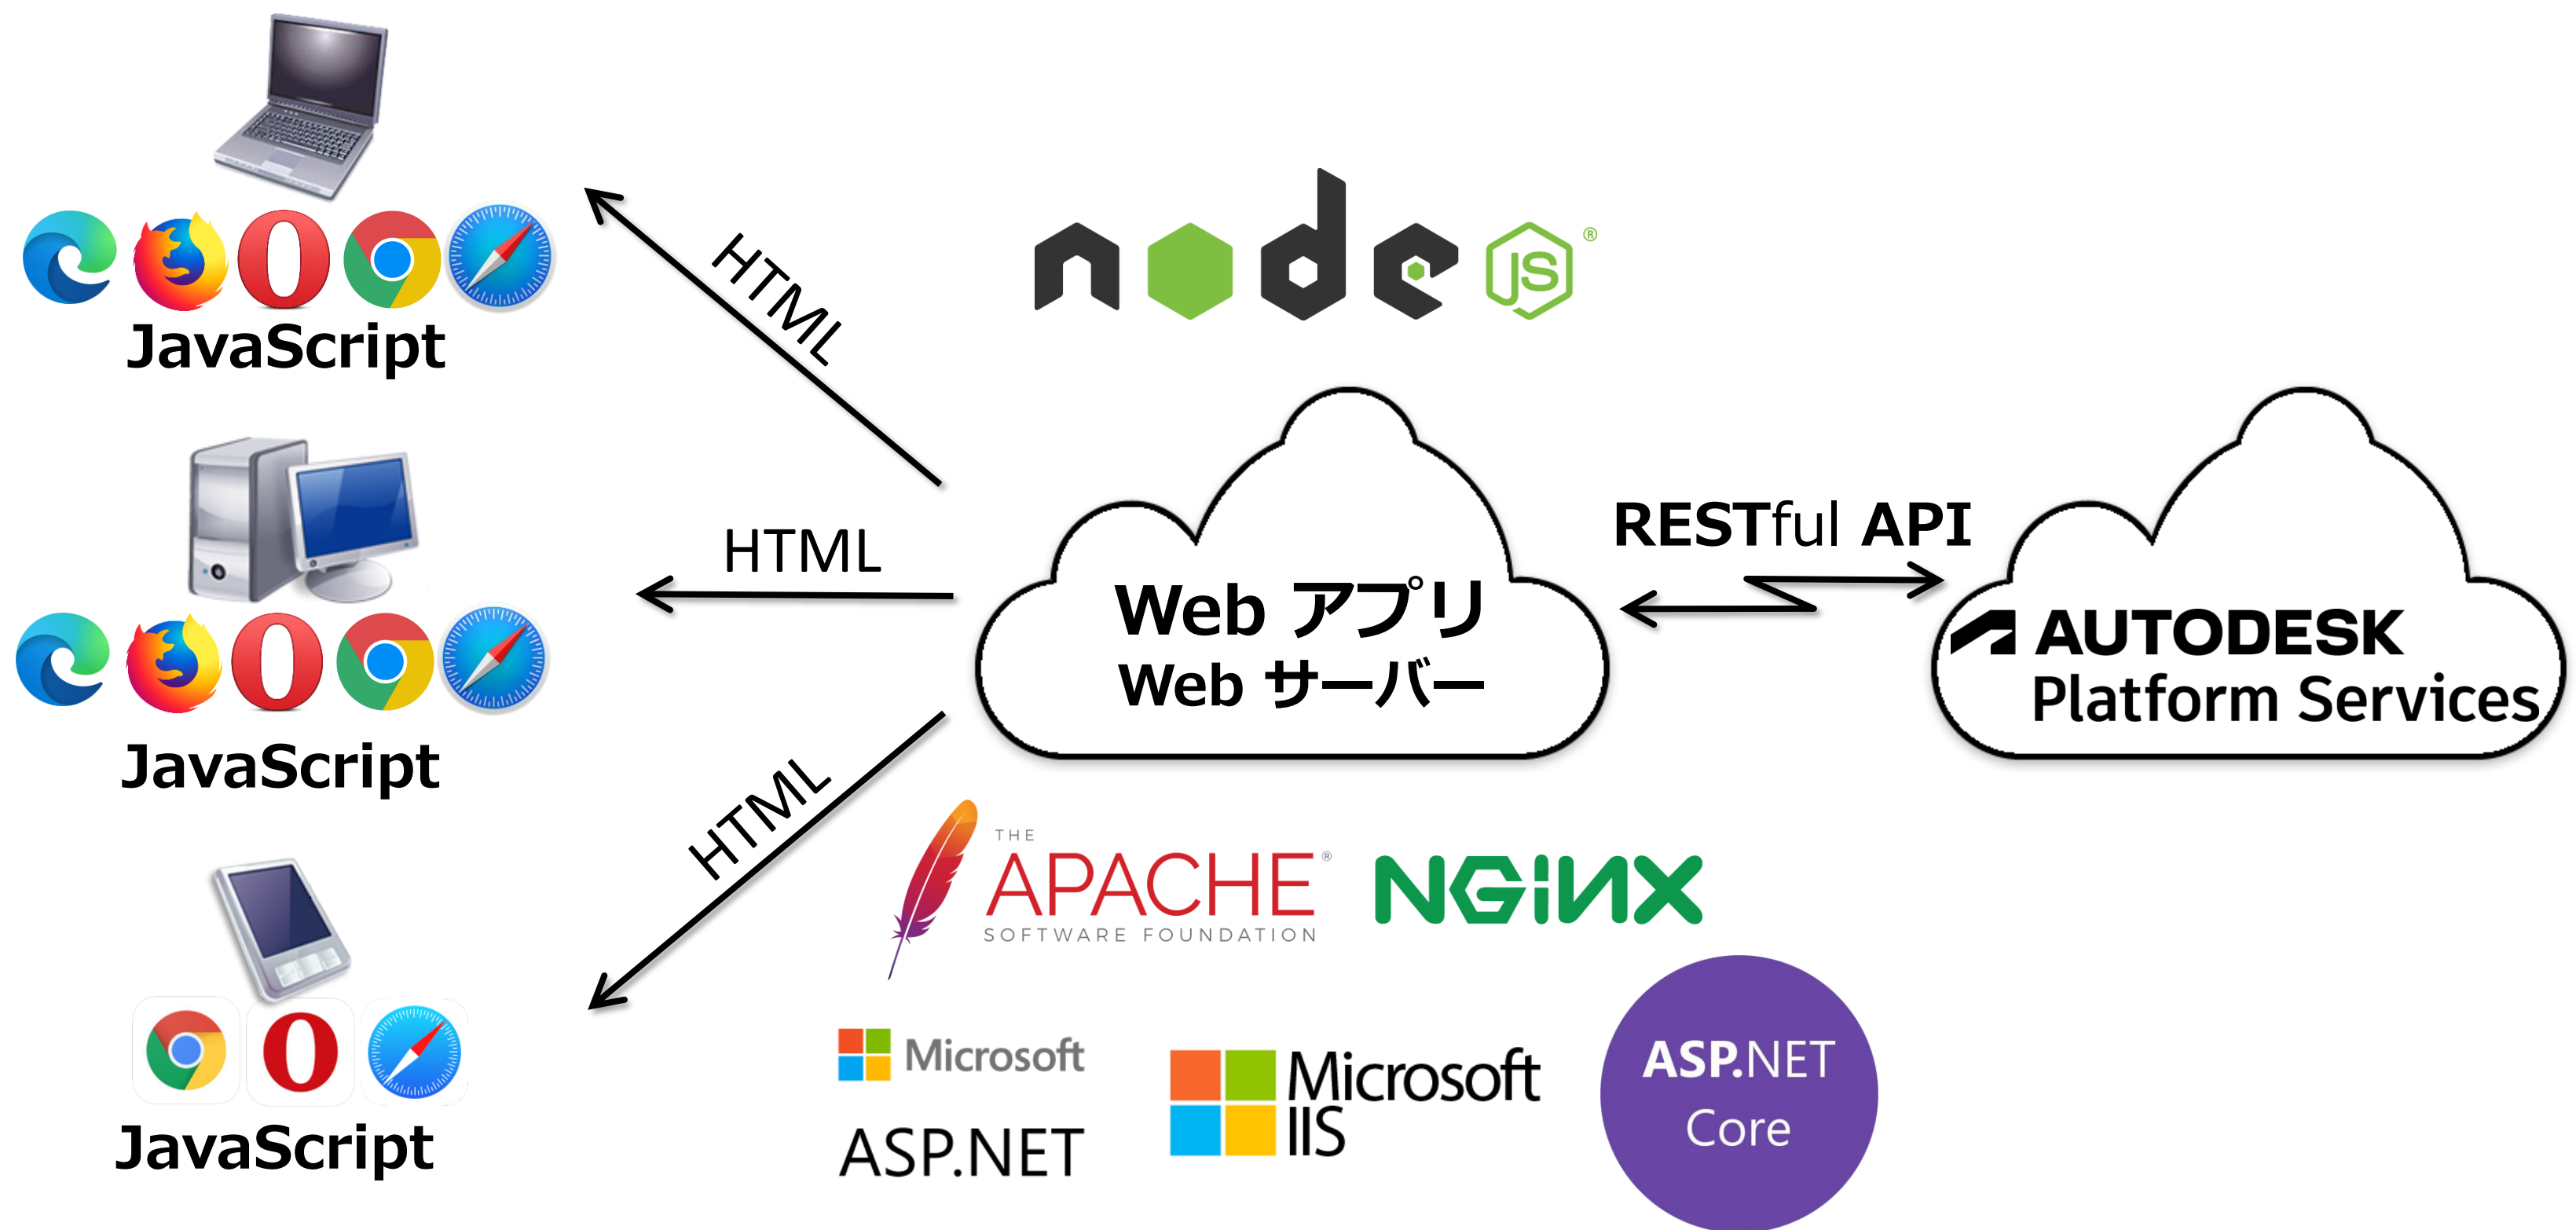 JavaScript
HTML
node
JS ®
HTML
JavaScript
Web アプリ
Web サーバー
RESTful API
AUTODESK
Platform Services
HTML
JavaScript
THE
APACHE®
SOFTWARE FOUNDATION
NGiNX
Microsoft
ASP.NET
Microsoft
IIS
ASP.NET
Core